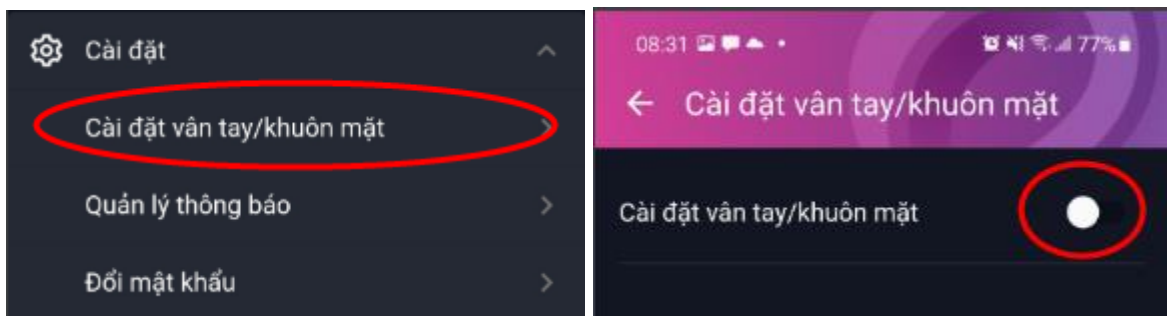 Cài đặt
Cài đặt vân tay/khuôn mặt
Quản lý thông báo
Đổi mật khẩu
08:31 77%
Cài đặt vân tay/khuôn mặt
Cài đặt vân tay/khuôn mặt